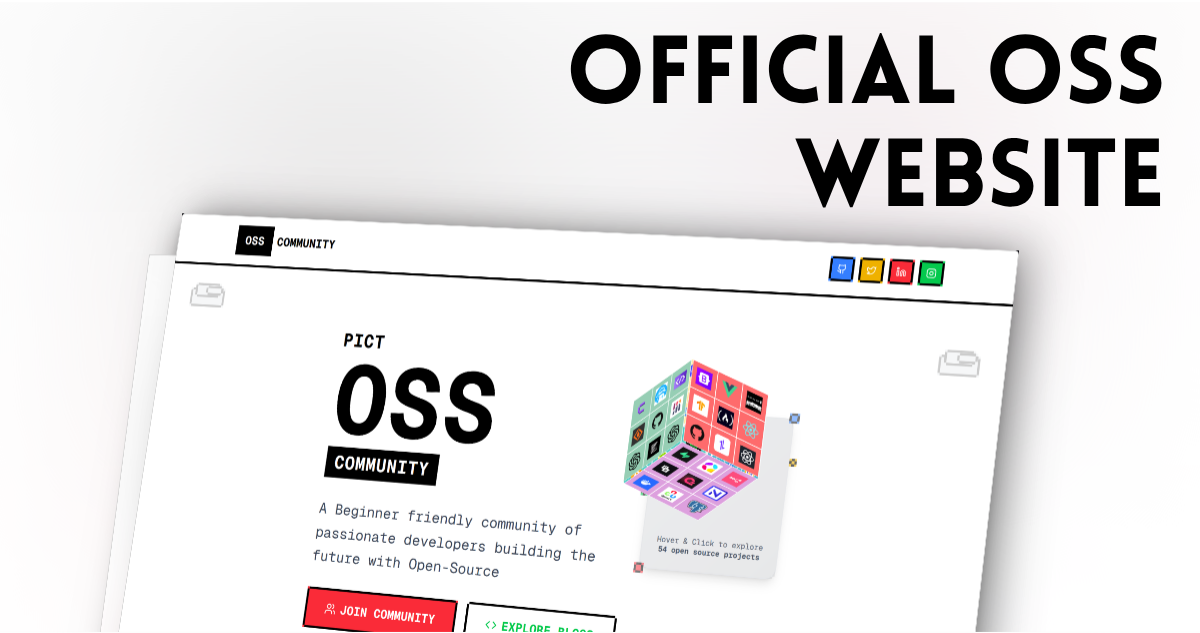 OFFICIAL OSS
WEBSITE
OSS COMMUNITY
PICT
OSS
COMMUNITY
A Beginner friendly community of
passionate developers building the
future with Open-Source
Hover & Click to explore
54 open source projects
JOIN COMMUNITY
<> EXPLORE BLOGS